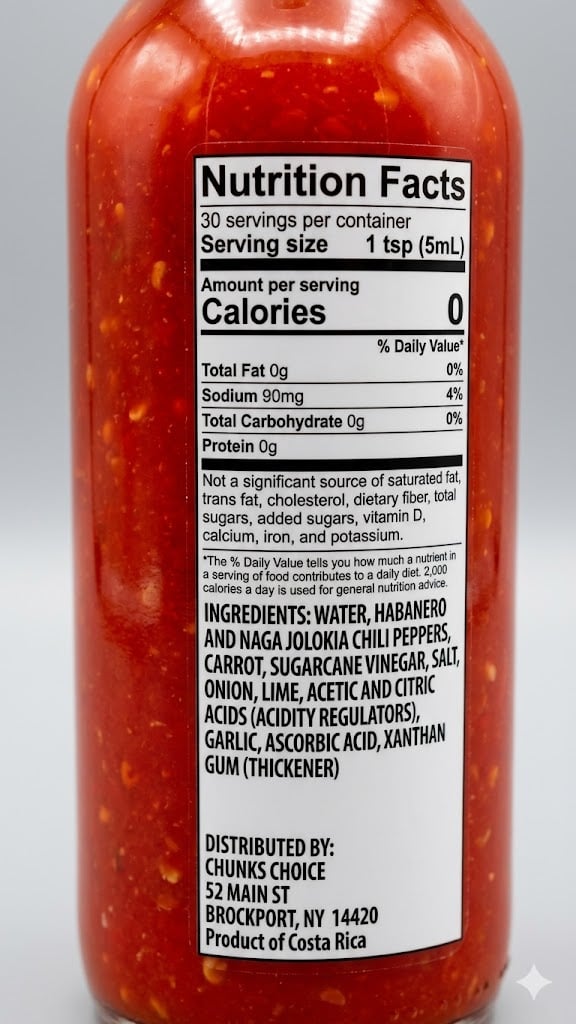 Nutrition Facts
30 servings per container
Serving size 1 tsp (5mL)
Amount per serving
Calories 0
% Daily Value*
Total Fat 0g 0%
Sodium 90mg 4%
Total Carbohydrate 0g 0%
Protein 0g
Not a significant source of saturated fat,
trans fat, cholesterol, dietary fiber, total
sugars, added sugars, vitamin D,
calcium, iron, and potassium.
*The % Daily Value tells you how much a nutrient in
a serving of food contributes to a daily diet. 2,000
calories a day is used for general nutrition advice.
INGREDIENTS: WATER, HABANERO
AND NAGA JOLOKIA CHILI PEPPERS,
CARROT, SUGARCANE VINEGAR, SALT,
ONION, LIME, ACETIC AND CITRIC
ACIDS (ACIDITY REGULATORS),
GARLIC, ASCORBIC ACID, XANTHAN
GUM (THICKENER)
DISTRIBUTED BY:
CHUNKS CHOICE
52 MAIN ST
BROCKPORT, NY 14420
Product of Costa Rica